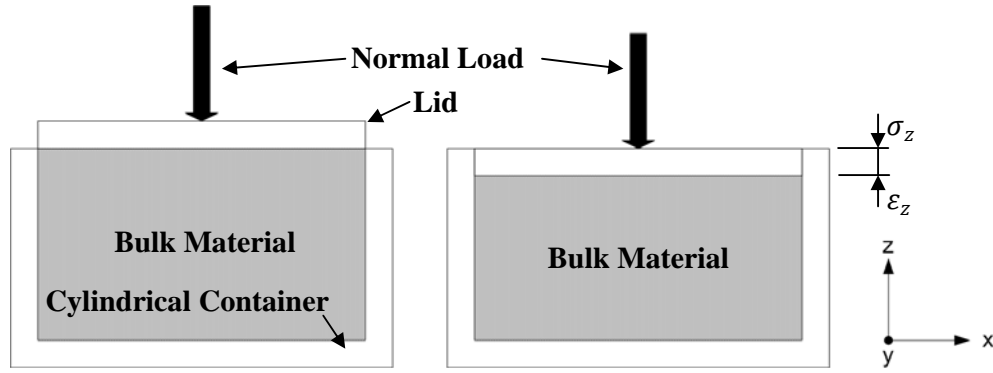 Normal Load
Lid
Bulk Material
Cylindrical Container
Bulk Material
σz
εz
z
x
y